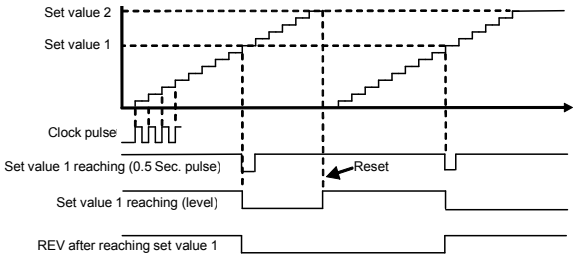 Set value 2
Set value 1
Clock pulse
Set value 1 reaching (0.5 Sec. pulse)
Reset
Set value 1 reaching (level)
REV after reaching set value 1